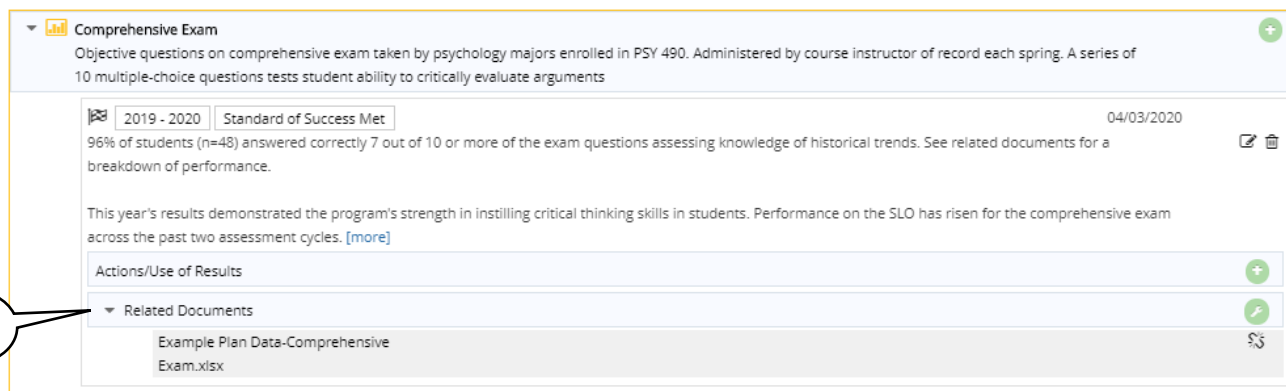 Comprehensive Exam
Objective questions on comprehensive exam taken by psychology majors enrolled in PSY 490. Administered by course instructor of record each spring. A series of
10 multiple-choice questions tests student ability to critically evaluate arguments
2019 - 2020 Standard of Success Met 04/03/2020
96% of students (n=48) answered correctly 7 out of 10 or more of the exam questions assessing knowledge of historical trends. See related documents for a
breakdown of performance.
This year's results demonstrated the program's strength in instilling critical thinking skills in students. Performance on the SLO has risen for the comprehensive exam
across the past two assessment cycles. [more]
Actions/Use of Results
Related Documents
Example Plan Data-Comprehensive
Exam.xlsx